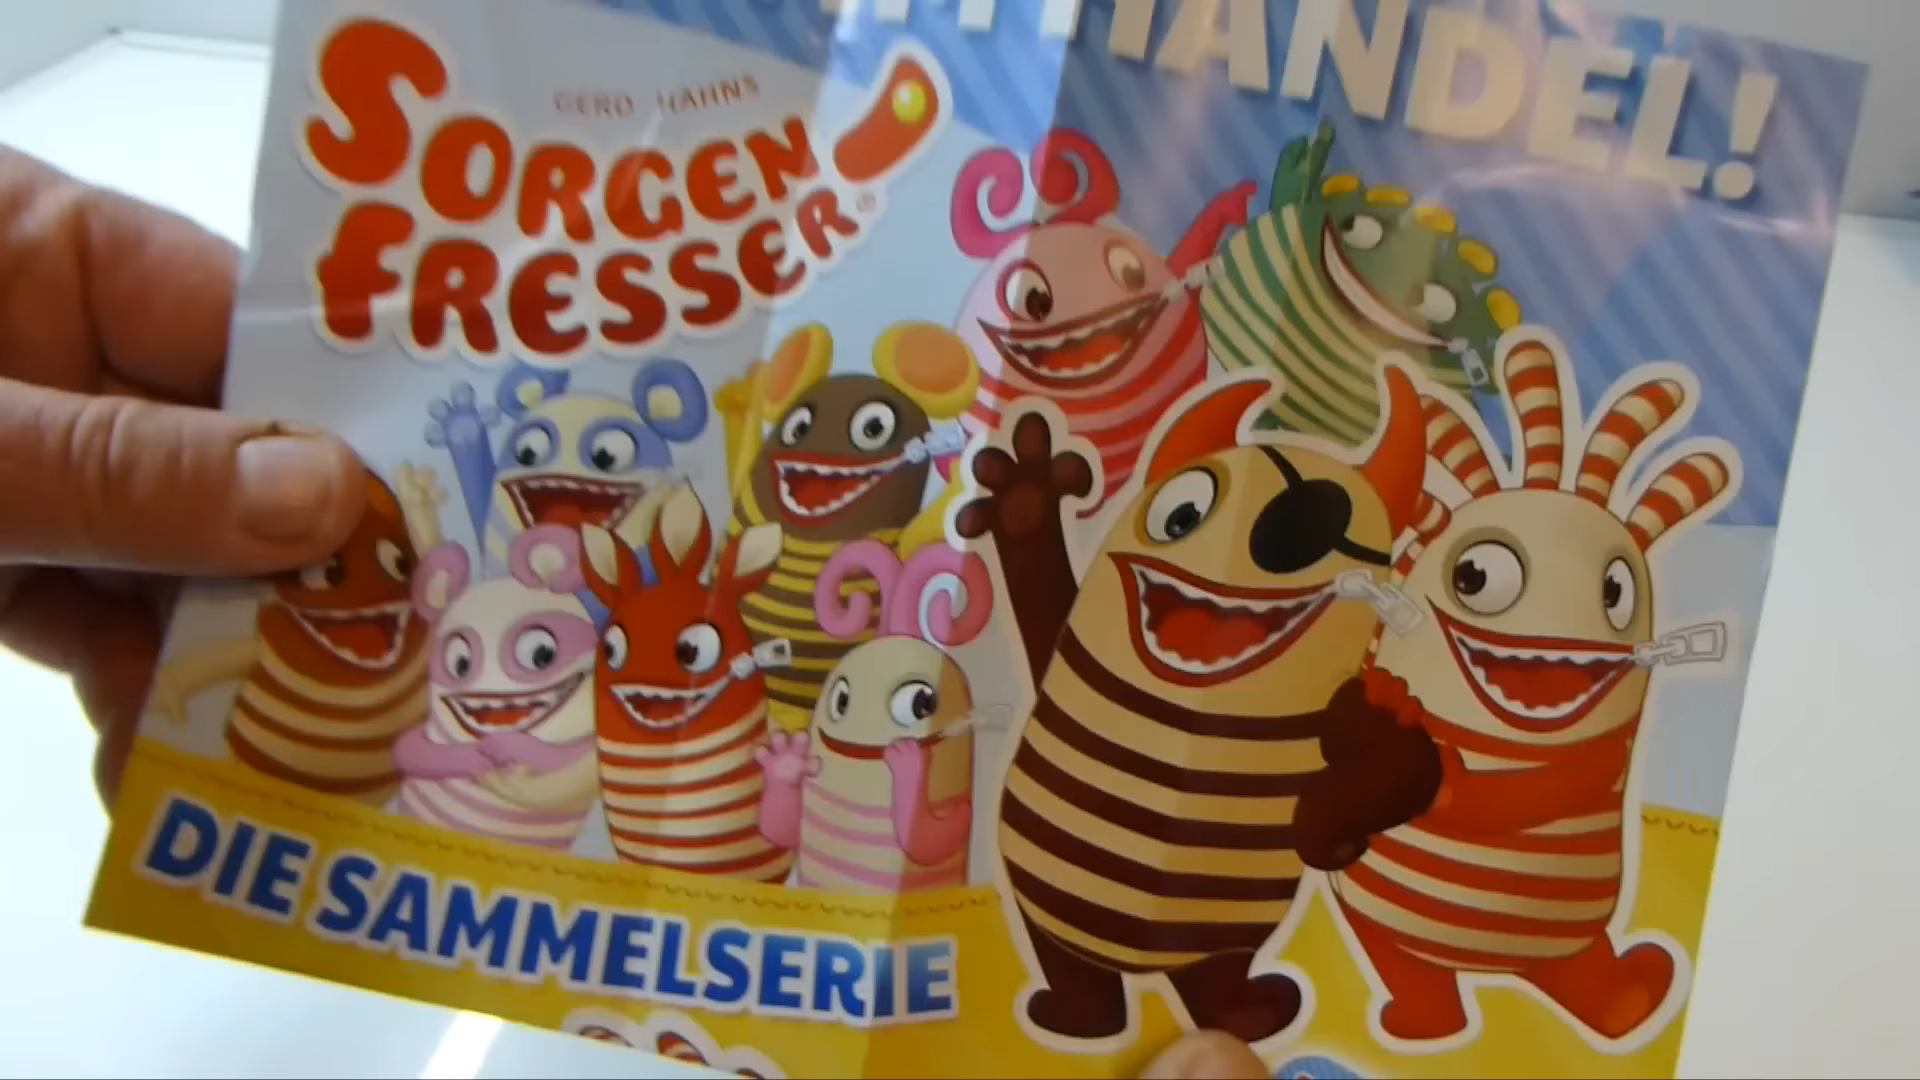 HANDEL!
GERD HAHNS
SORGEN
FRESSER®
DIE SAMMELSERIE